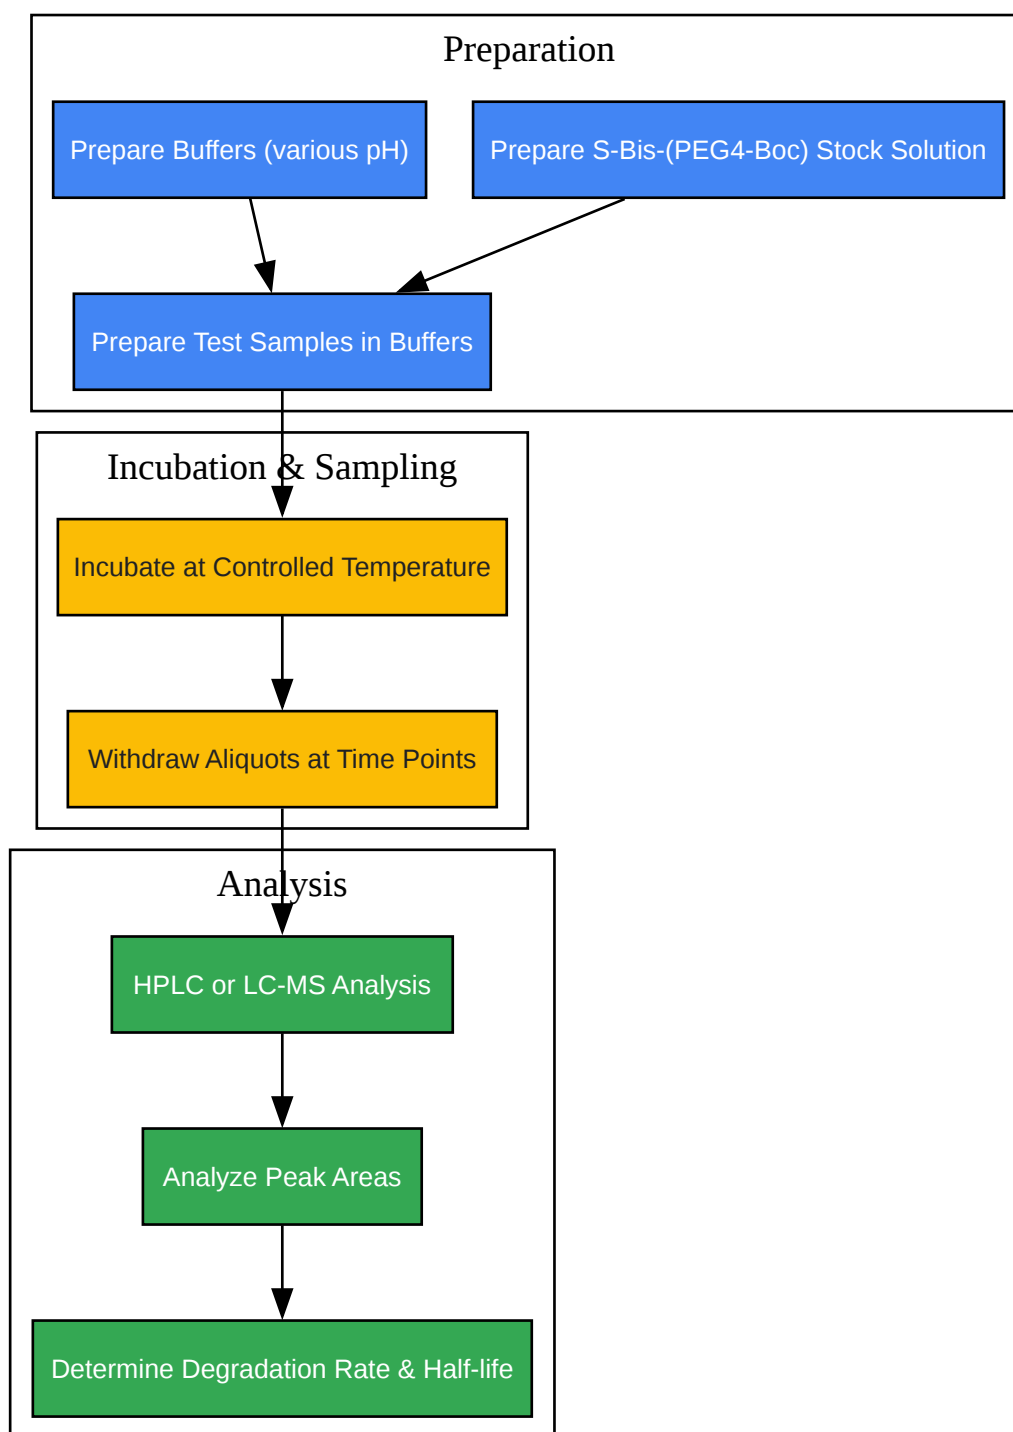 Preparation
Prepare Buffers (various pH)
Prepare S-Bis-(PEG4-Boc) Stock Solution
Prepare Test Samples in Buffers
Incubation & Sampling
Incubate at Controlled Temperature
Withdraw Aliquots at Time Points
Analysis
HPLC or LC-MS Analysis
Analyze Peak Areas
Determine Degradation Rate & Half-life